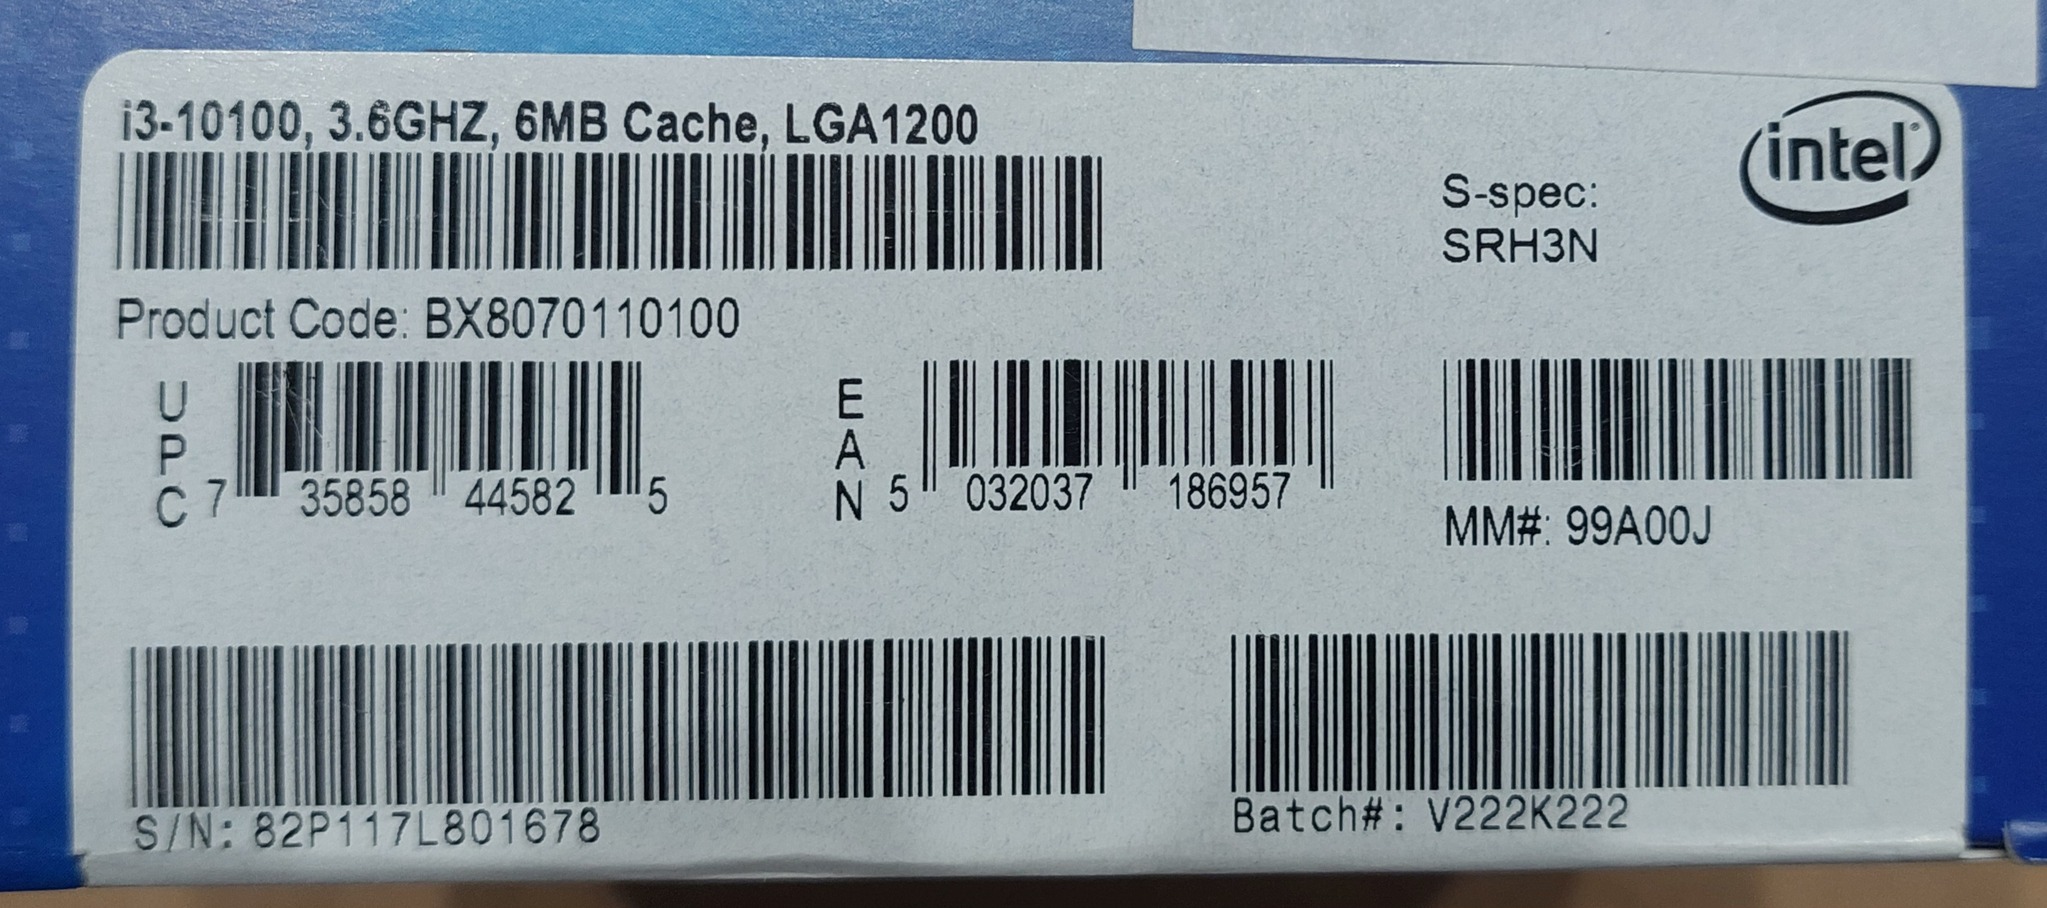 i3-10100, 3.6GHZ, 6MB Cache, LGA1200
intel
S-spec:
SRH3N
Product Code: BX8070110100
UPC 7 35858 44582 5
EAN 5 032037 186957
MM#: 99A00J
S/N: 82P117L801678
Batch#: V222K222